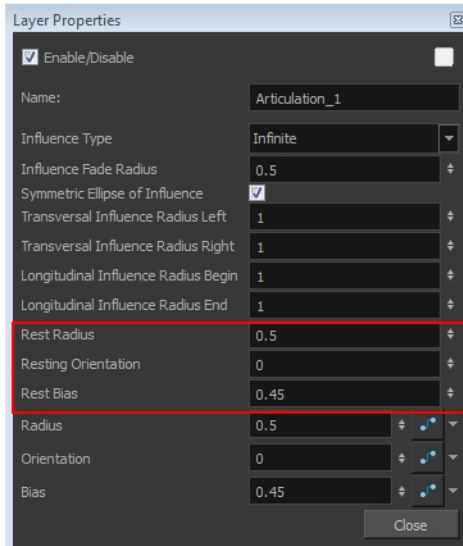 Layer Properties
Enable/Disable
Name: Articulation_1
Influence Type Infinite
Influence Fade Radius 0.5
Symmetric Ellipse of Influence
Transversal Influence Radius Left 1
Transversal Influence Radius Right 1
Longitudinal Influence Radius Begin 1
Longitudinal Influence Radius End 1
Rest Radius 0.5
Resting Orientation 0
Rest Bias 0.45
Radius 0.5
Orientation 0
Bias 0.45
Close